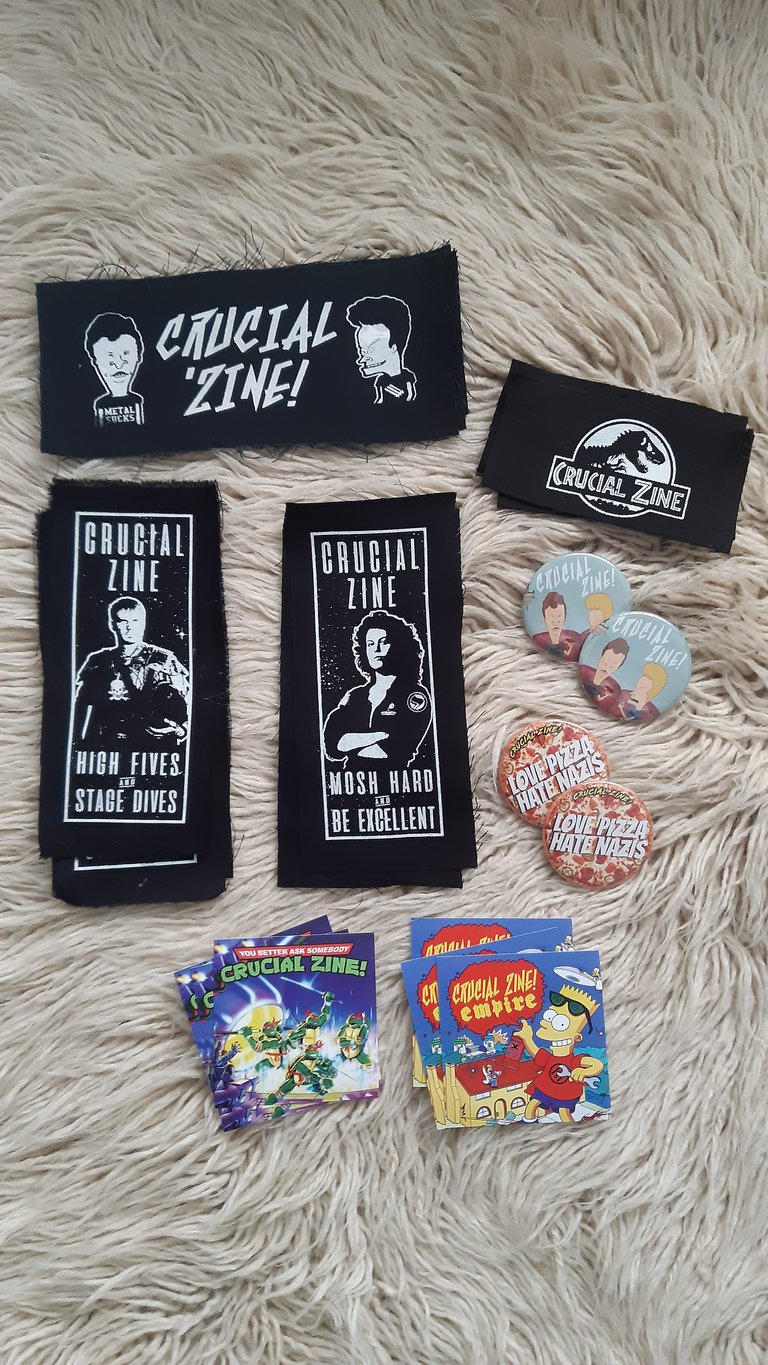 CRUCIAL
'ZINE!
METAL
SUCKS
CRUCIAL ZINE
CRUCIAL
ZINE
HIGH FIVES
AND
STAGE DIVES
CRUCIAL
ZINE
MOSH HARD
AND
BE EXCELLENT
CRUCIAL
ZINE!
CRUCIAL
ZINE!
CRUCIAL ZINE!
LOVE PIZZA
HATE NAZIS
CRUCIAL ZINE!
LOVE PIZZA
HATE NAZIS
YOU BETTER ASK SOMEBODY
CRUCIAL ZINE!
CRUCIAL ZINE!
empire